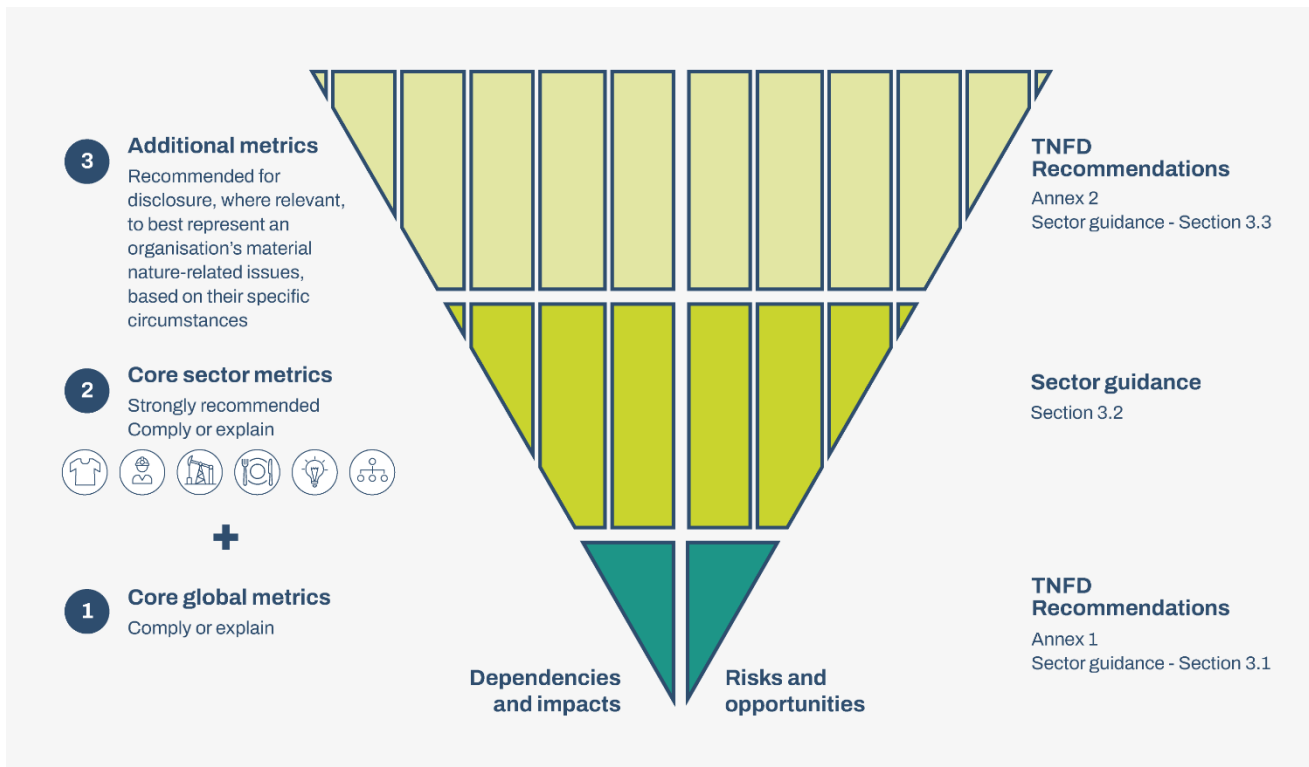 3
Additional metrics
Recommended for
disclosure, where relevant,
to best represent an
organisation's material
nature-related issues,
based on their specific
circumstances
TNFD
Recommendations
Annex 2
Sector guidance - Section 3.3
2
Core sector metrics
Strongly recommended
Comply or explain
Sector guidance
Section 3.2
+
1
Core global metrics
Comply or explain
TNFD
Recommendations
Annex 1
Sector guidance - Section 3.1
Dependencies
and impacts
Risks and
opportunities